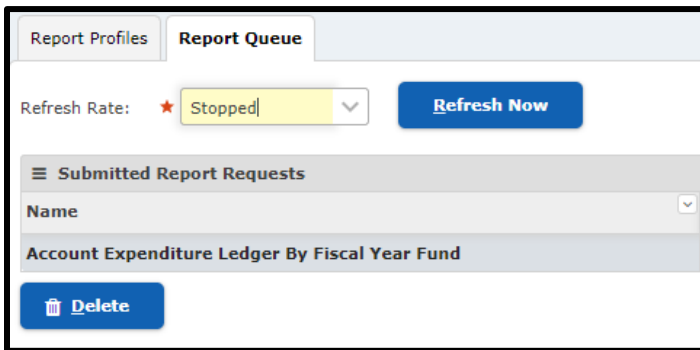 Report Profiles Report Queue
Refresh Rate: ★ Stopped Refresh Now
Submitted Report Requests
Name
Account Expenditure Ledger By Fiscal Year Fund
Delete